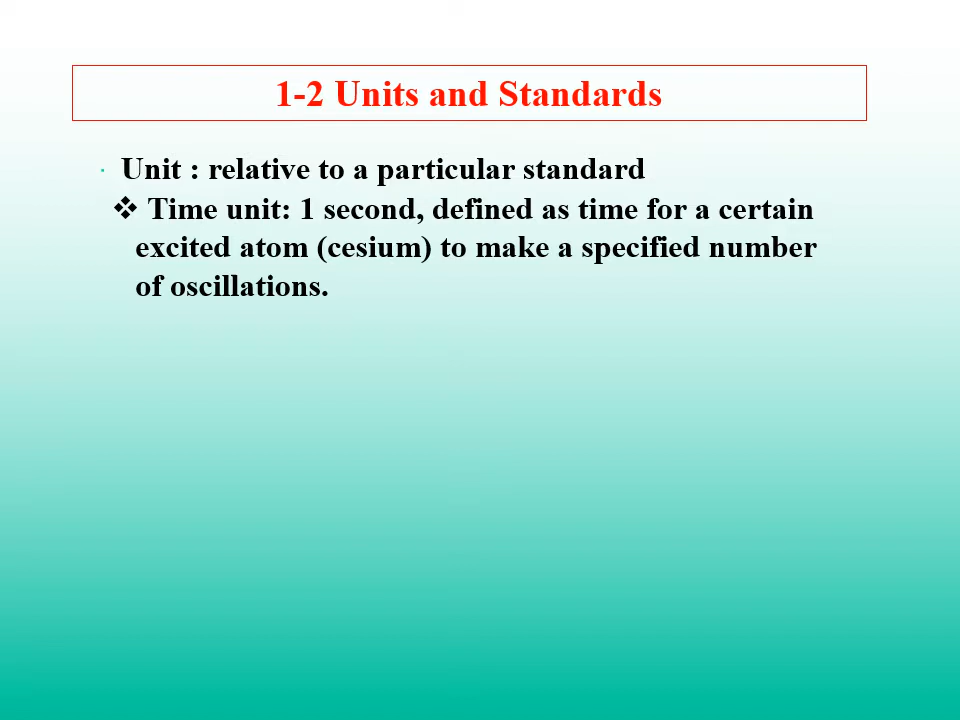 1-2 Units and Standards
· Unit : relative to a particular standard
❖ Time unit: 1 second, defined as time for a certain
excited atom (cesium) to make a specified number
of oscillations.